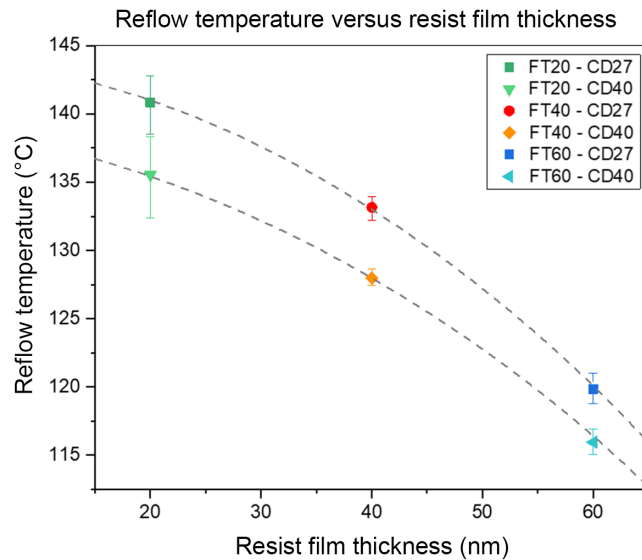 Reflow temperature versus resist film thickness
145
140
135
130
125
120
115
Reflow temperature (°C)
FT20 - CD27
FT20 - CD40
FT40 - CD27
FT40 - CD40
FT60 - CD27
FT60 - CD40
20 30 40 50 60
Resist film thickness (nm)